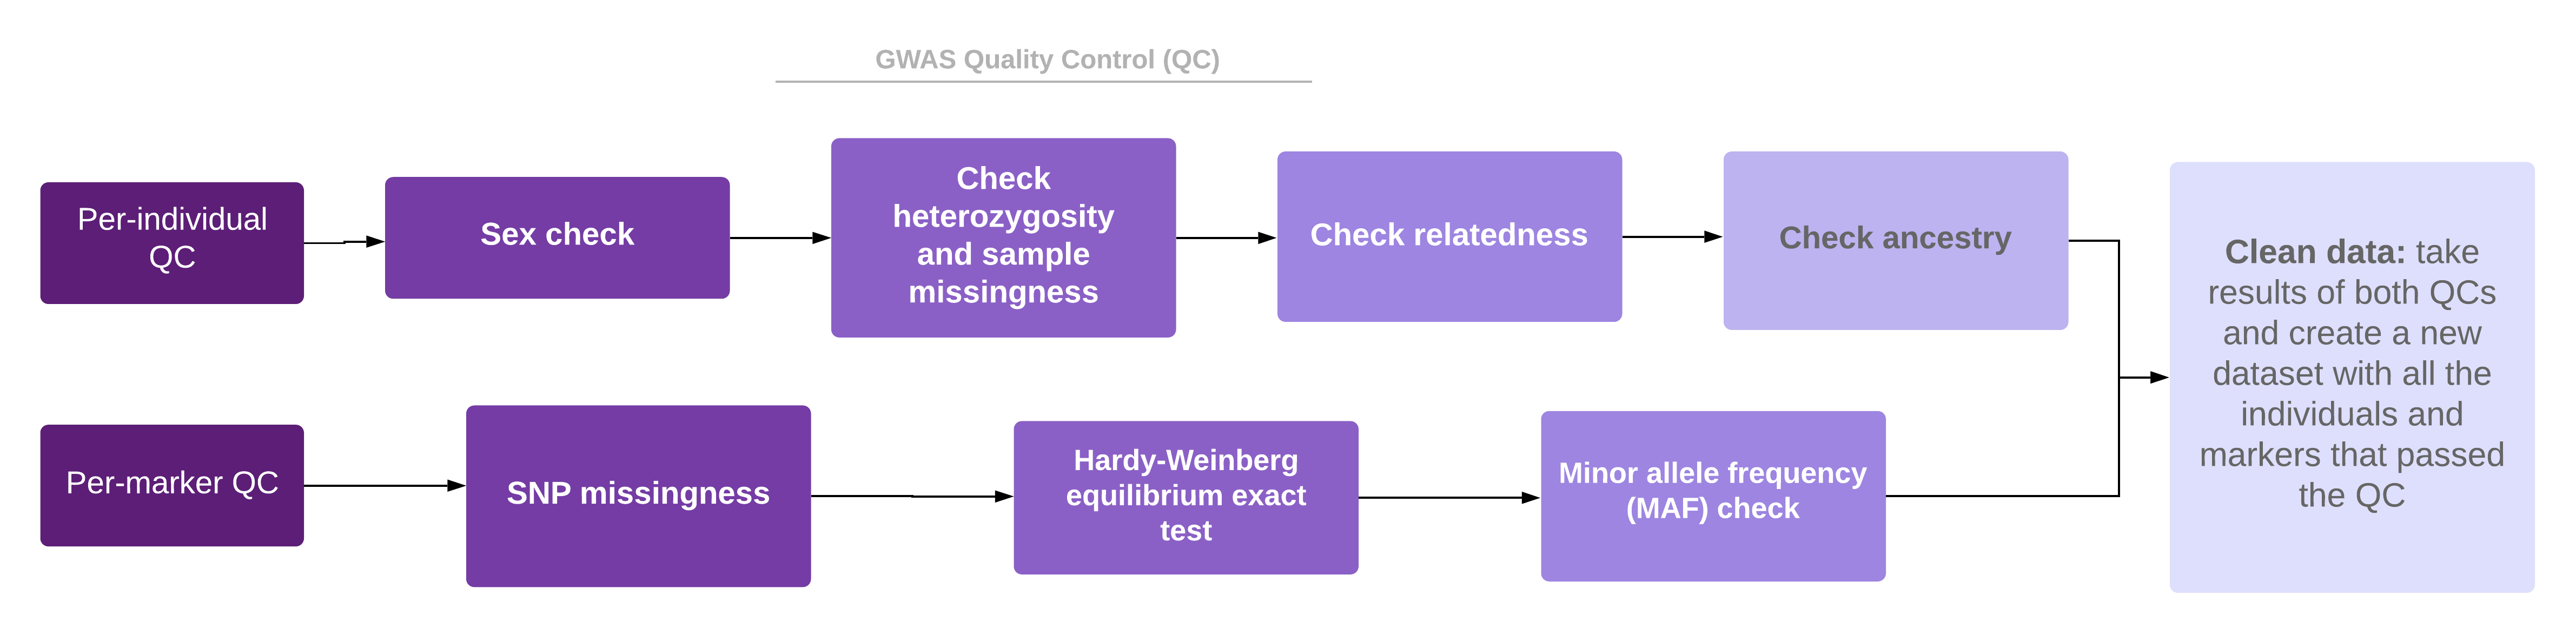 GWAS Quality Control (QC)
Per-individual
QC
Sex check
Check
heterozygosity
and sample
missingness
Check relatedness
Check ancestry
Per-marker QC
SNP missingness
Hardy-Weinberg
equilibrium exact
test
Minor allele frequency
(MAF) check
Clean data: take
results of both QCs
and create a new
dataset with all the
individuals and
markers that passed
the QC